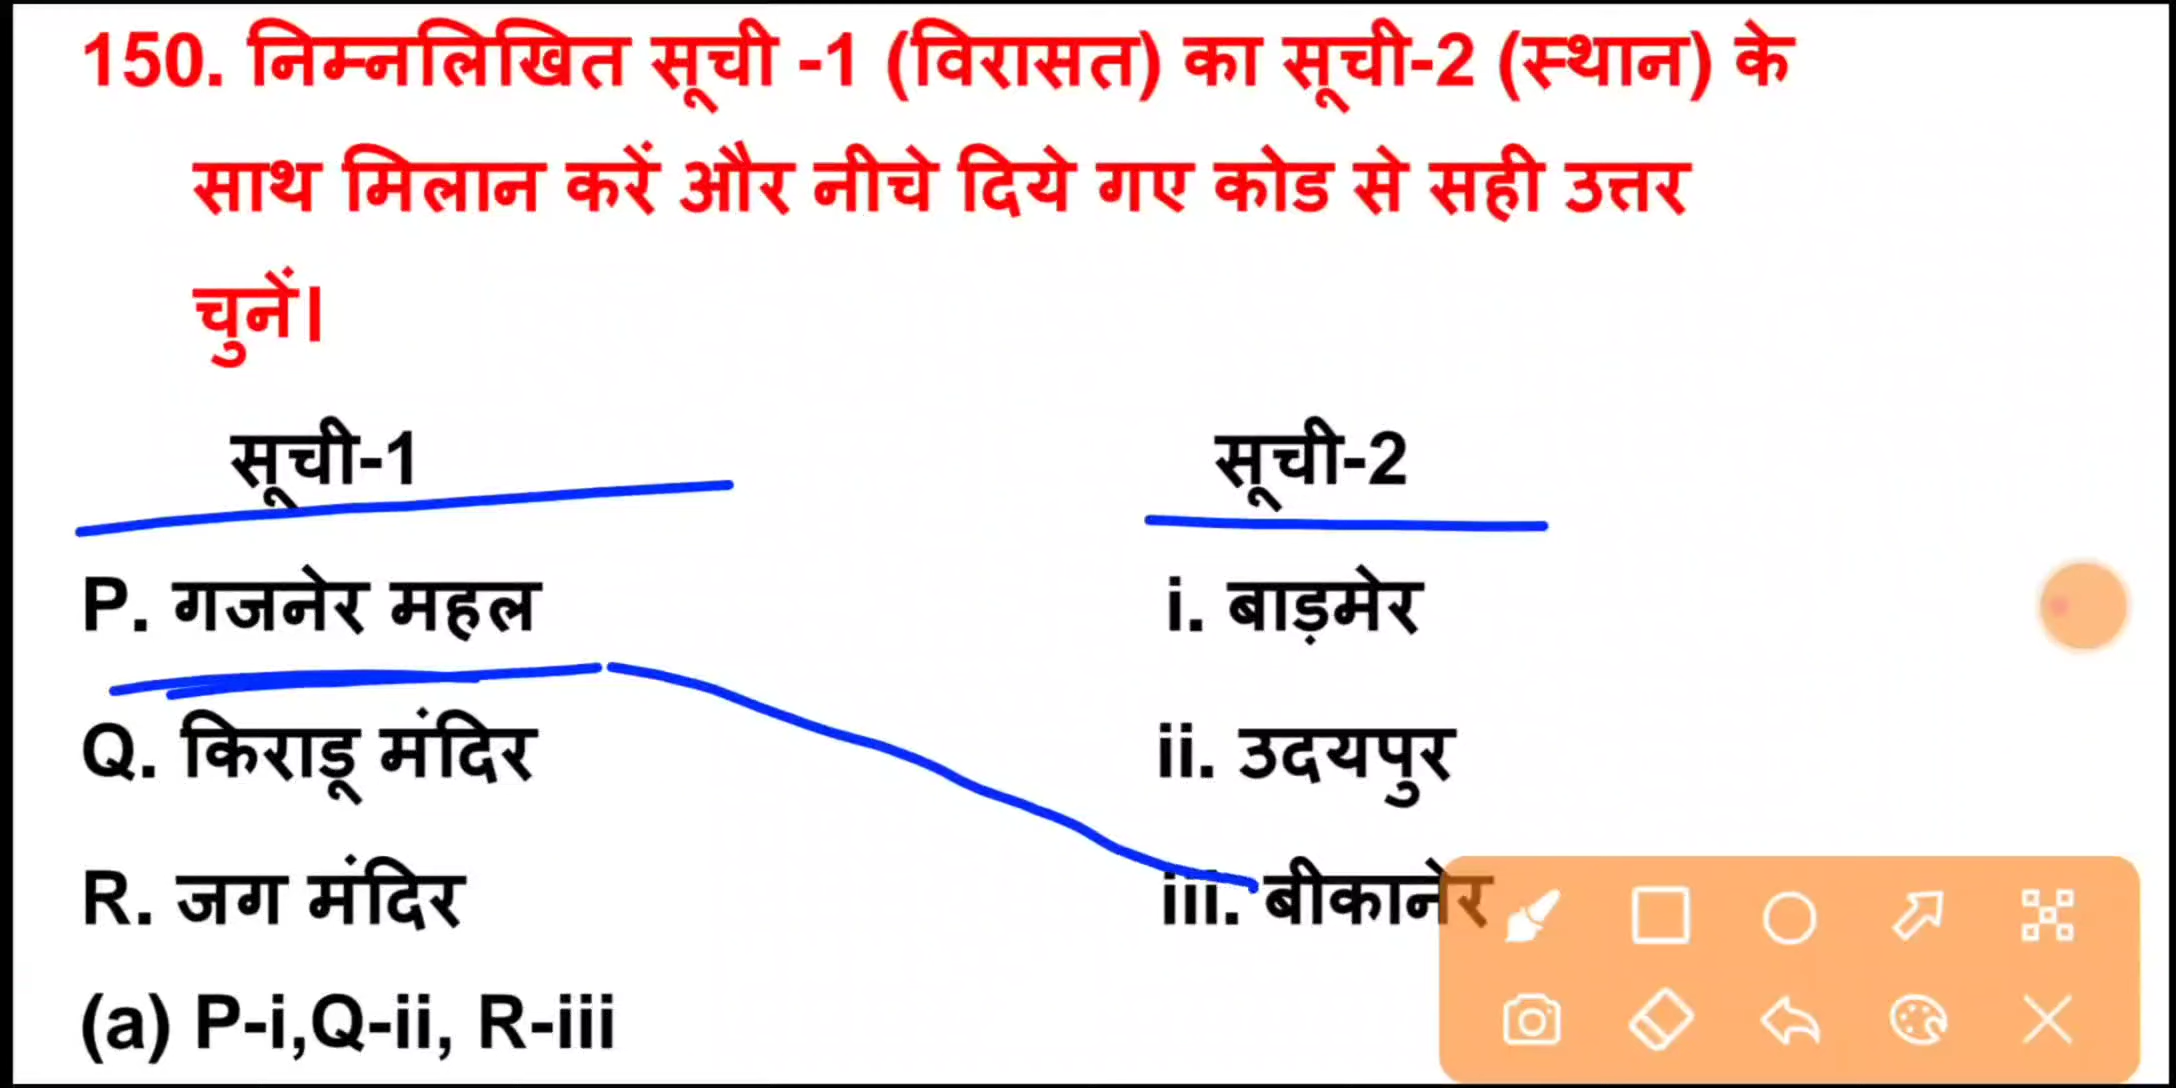 150. निम्नलिखित सूची -1 (विरासत) का सूची-2 (स्थान) के
साथ मिलान करें और नीचे दिये गए कोड से सही उत्तर
चुनें।
सूची-1 सूची-2
P. गजनेर महल i. बाड़मेर
Q. किराडू मंदिर ii. उदयपुर
R. जग मंदिर iii. बीकानेर
(a) P-i,Q-ii, R-iii